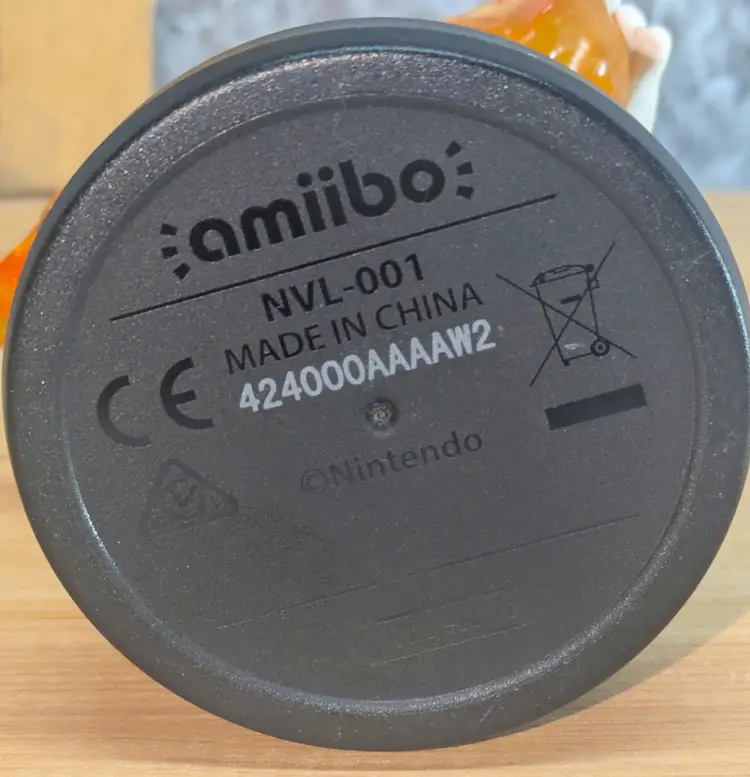 amiibo
NVL-001
MADE IN CHINA
424000AAAAW2
CE
©Nintendo